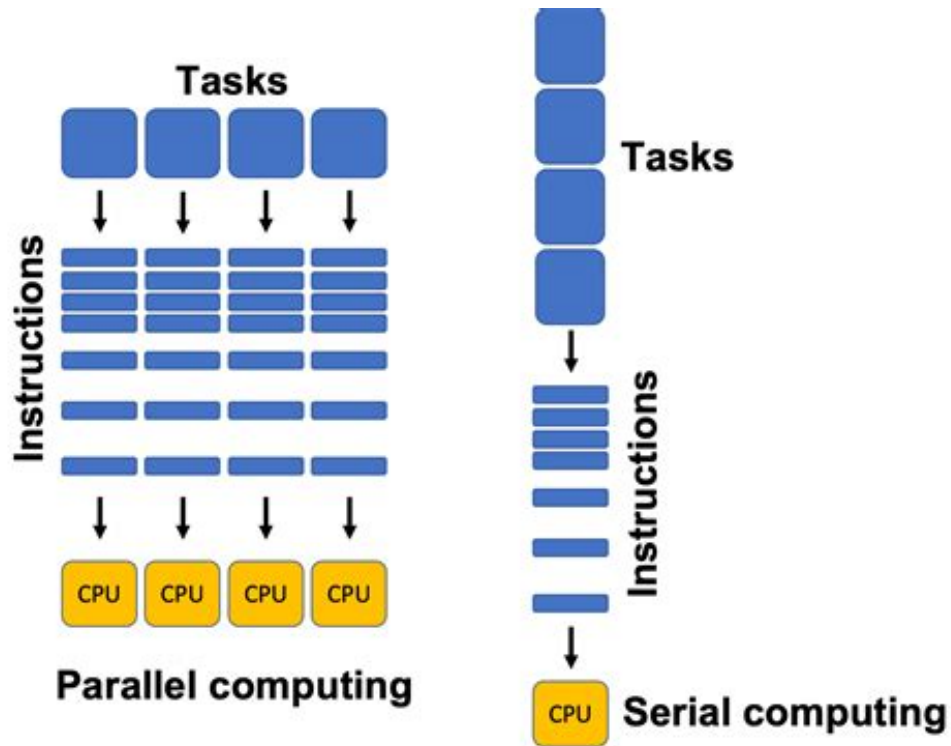 Tasks
Instructions
CPU CPU CPU CPU
Parallel computing
Tasks
Instructions
CPU
Serial computing